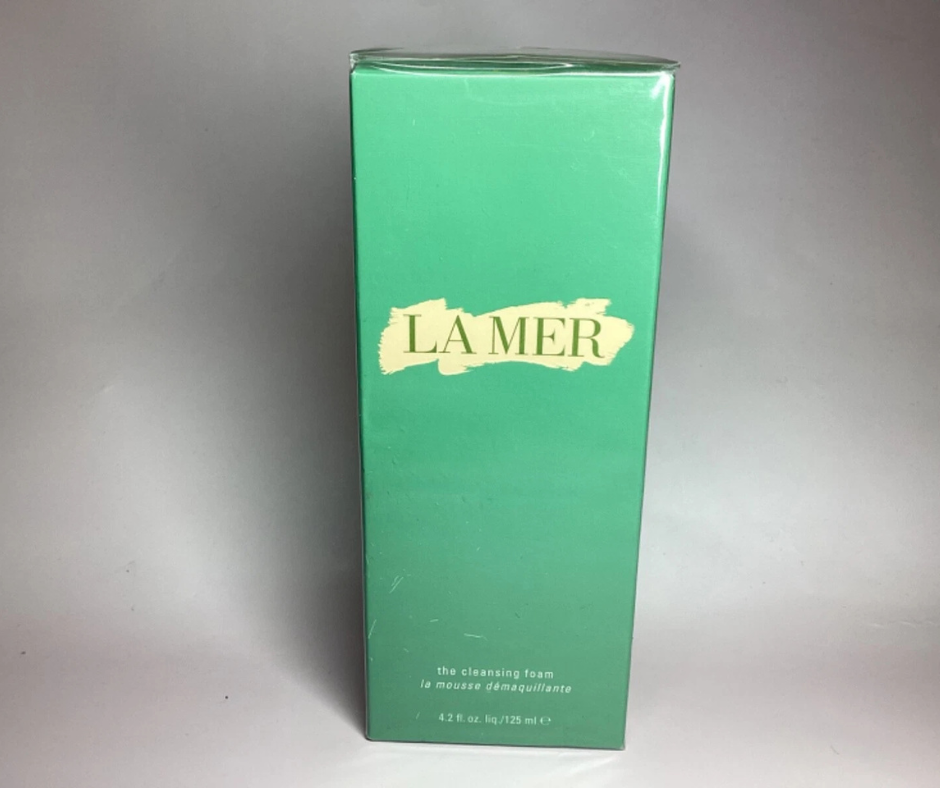 LA MER
the cleansing foam
la mousse démaquillante
4.2 fl. oz. liq./125 ml ℮